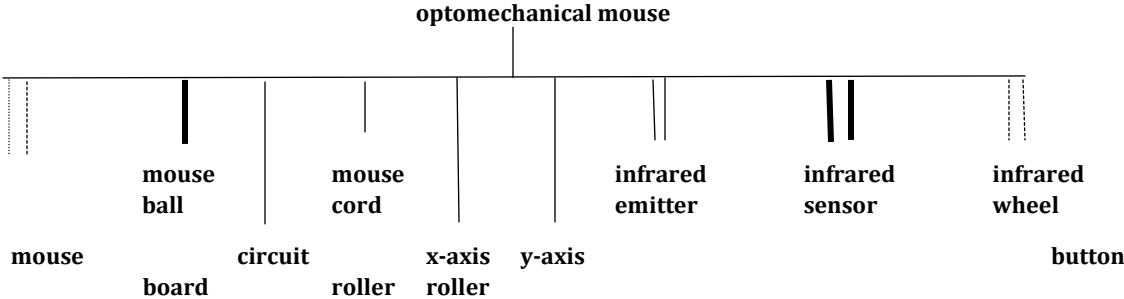 optomechanical mouse
mouse mouse infrared infrared infrared
ball cord emitter sensor wheel
mouse circuit x-axis y-axis button
board roller roller